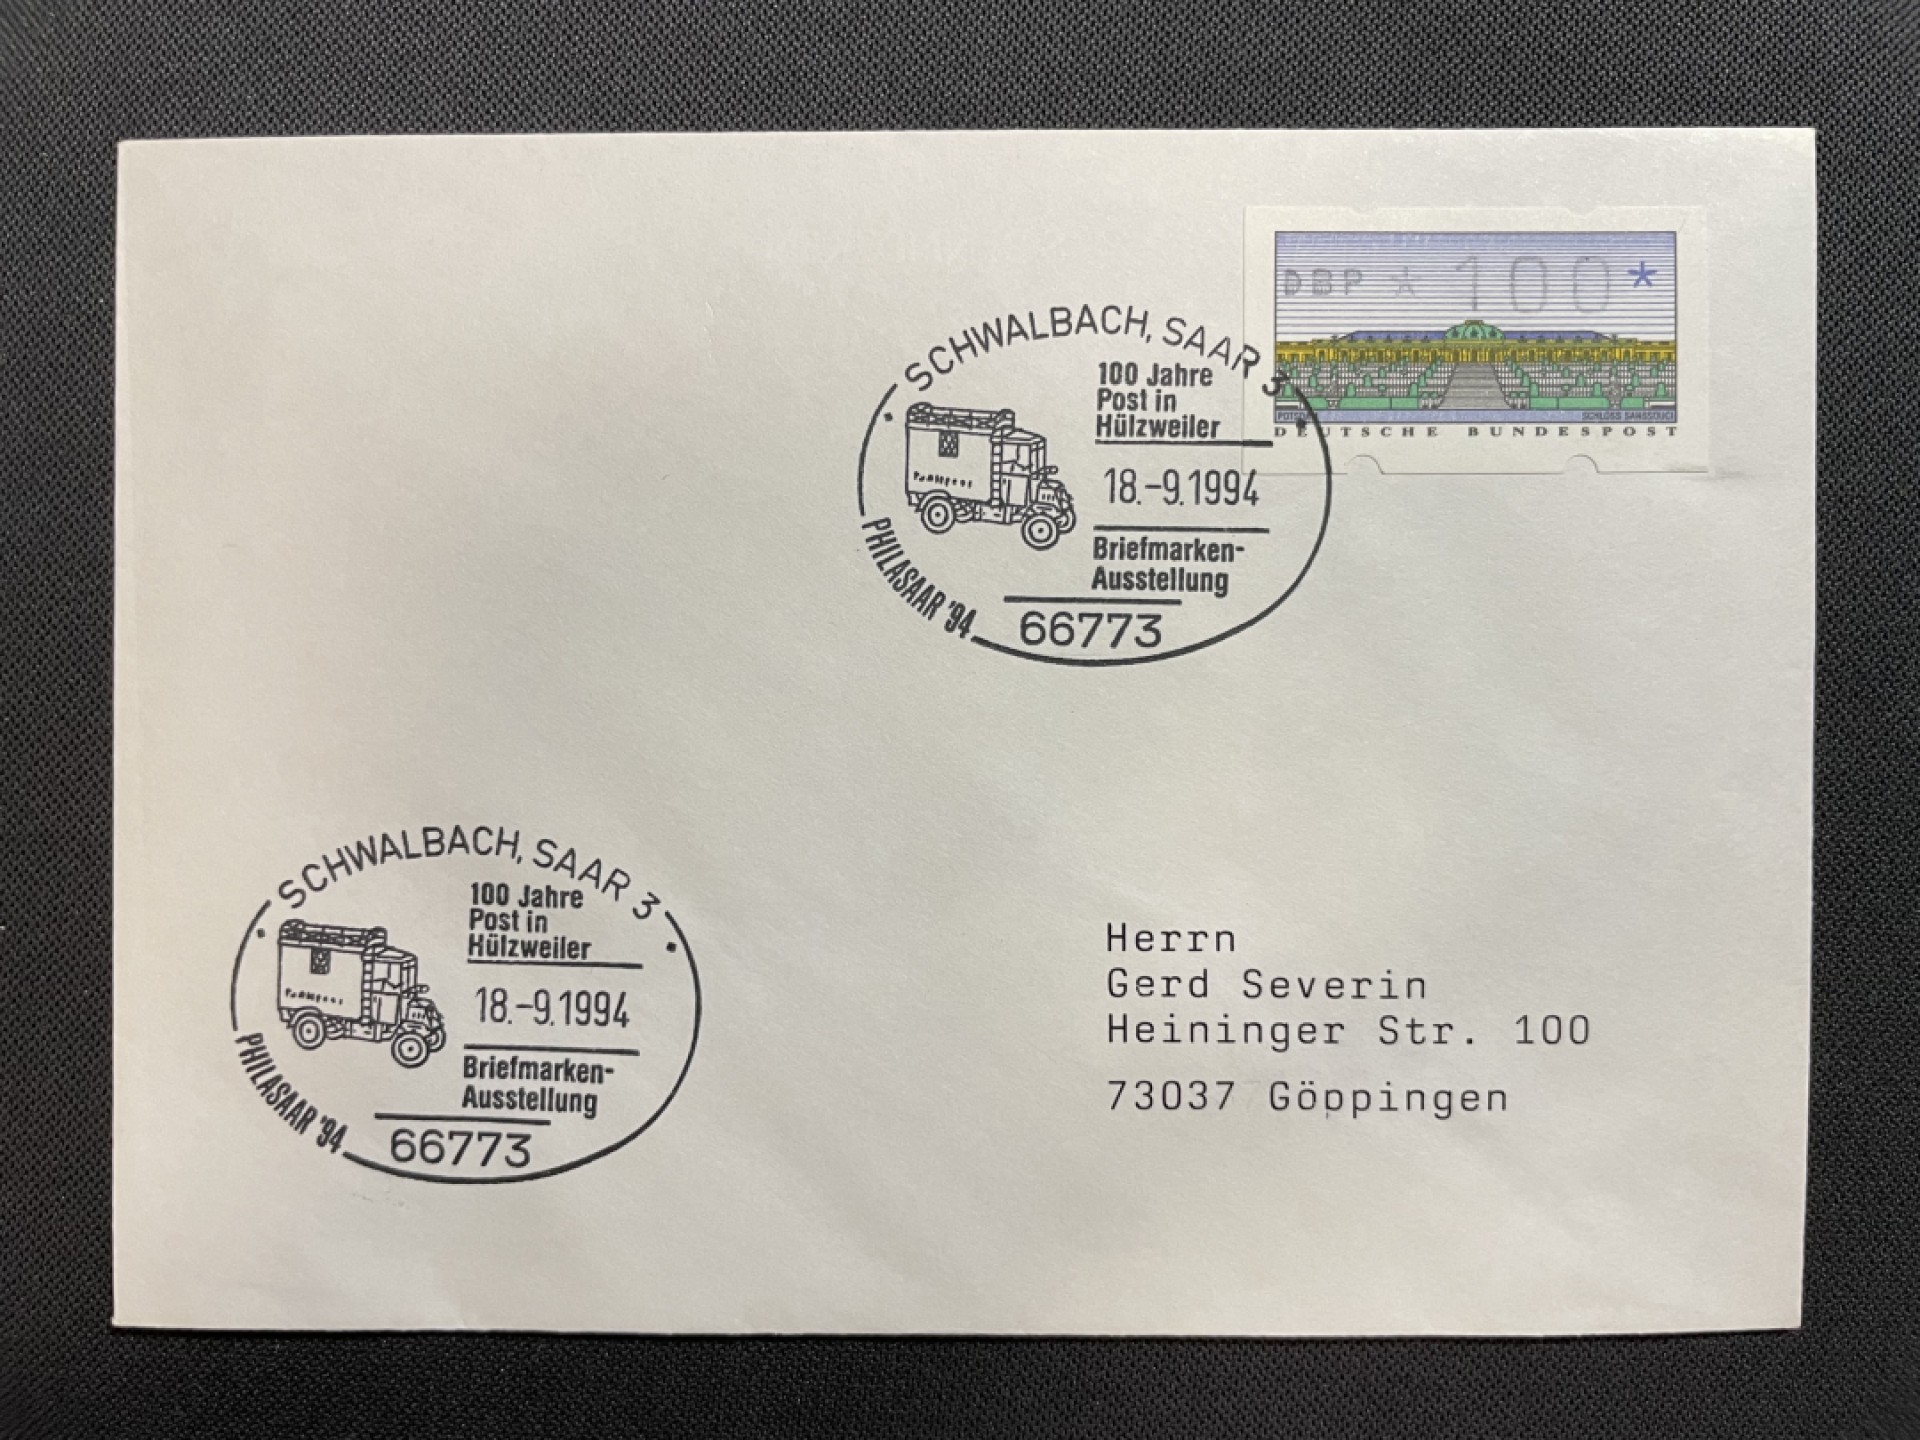 DBP * 100 *
POTSDAM SCHLOSS SANSSOUCI
DEUTSCHE BUNDESPOST
SCHWALBACH, SAAR 3
100 Jahre
Post in
Hülzweiler
18.-9.1994
Briefmarken-
Ausstellung
PHILASAAR '94
66773
SCHWALBACH, SAAR 3
100 Jahre
Post in
Hülzweiler
18.-9.1994
Briefmarken-
Ausstellung
PHILASAAR '94
66773
Herrn
Gerd Severin
Heininger Str. 100
73037 Göppingen